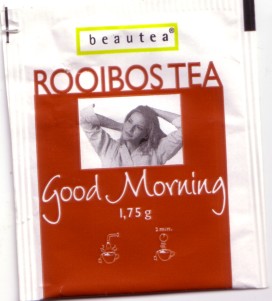 beautea®
ROOIBOS TEA
Good Morning
1,75 g